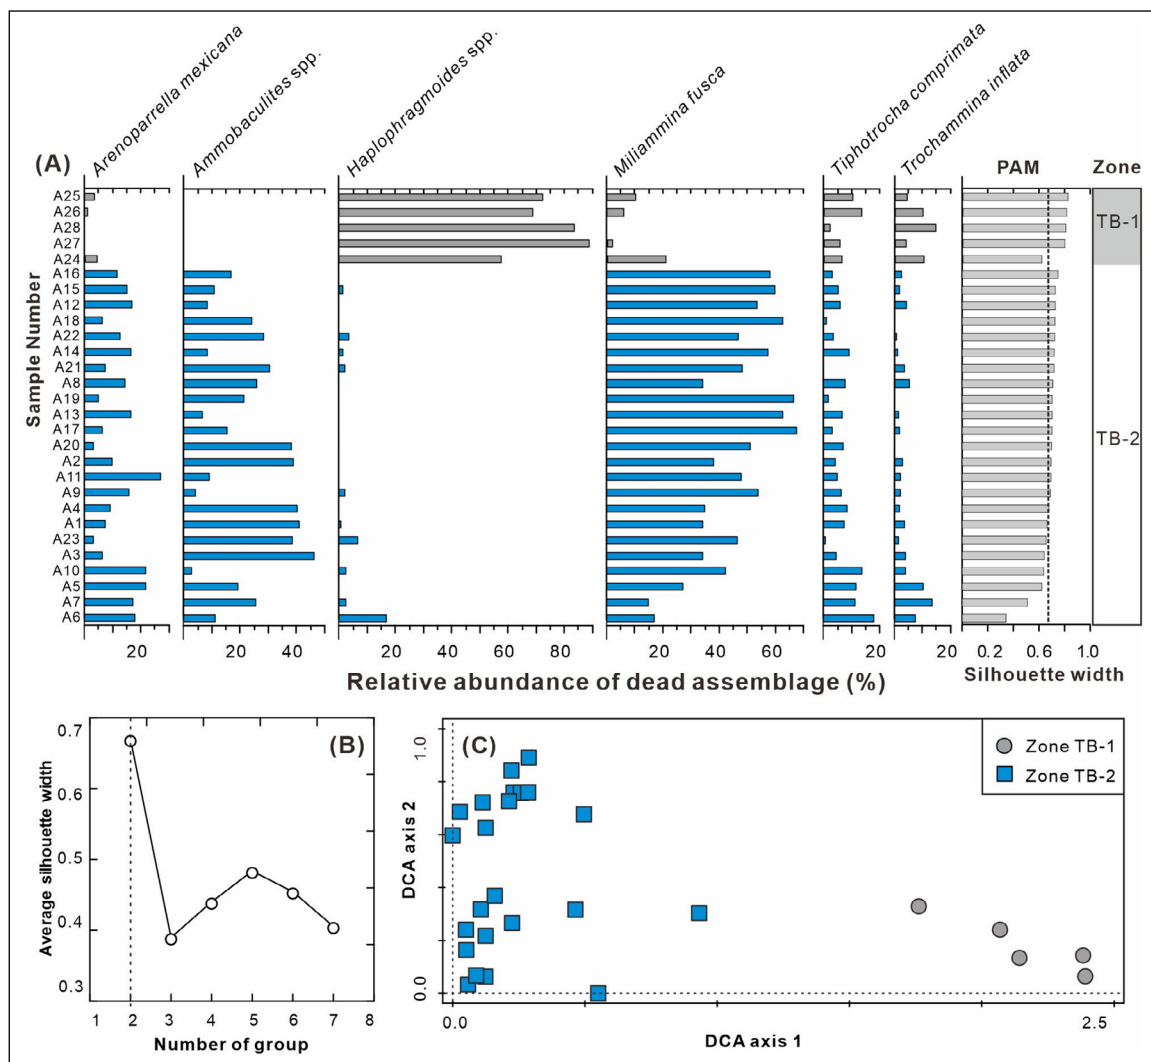 Arenoparrella mexicana
Ammobaculites spp.
Haplophragmoides spp.
Miliammina fusca
Tiphotrocha comprimata
Trochammina inflata
(A) PAM Zone
Sample Number
A25
A26
A28
A27
A24
A16
A15
A12
A18
A22
A14
A21
A8
A19
A13
A17
A20
A2
A11
A9
A4
A1
A23
A3
A10
A5
A7
A6
TB-1
TB-2
20 20 40 20 40 60 80 20 40 60 20 20 0.2 0.6 1.0
Relative abundance of dead assemblage (%)
Silhouette width
(B)
Average silhouette width
0.7
0.6
0.5
0.4
0.3
1 2 3 4 5 6 7 8
Number of group
(C)
Zone TB-1
Zone TB-2
DCA axis 2
1.0
0.0
0.0 2.5
DCA axis 1